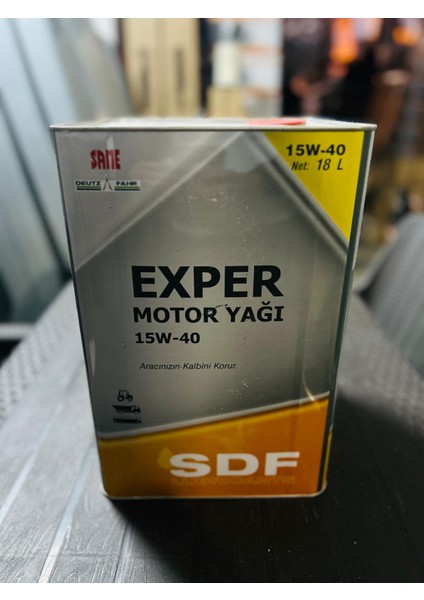 SAME
DEUTZ FAHR
15W-40
Net: 18 L
EXPER
MOTOR YAĞI
15W-40
Aracınızın Kalbini Korur.
SDF